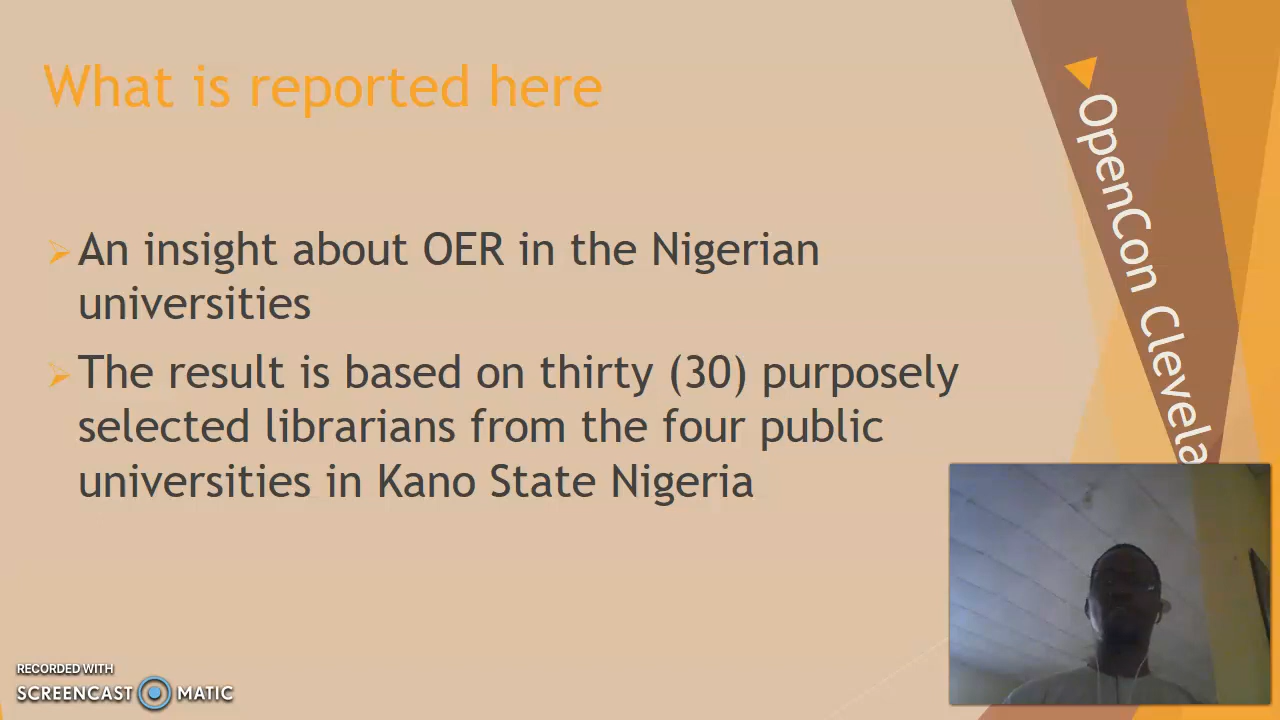 What is reported here
An insight about OER in the Nigerian
universities
The result is based on thirty (30) purposely
selected librarians from the four public
universities in Kano State Nigeria
OpenCon Clevela
RECORDED WITH
SCREENCAST MATIC